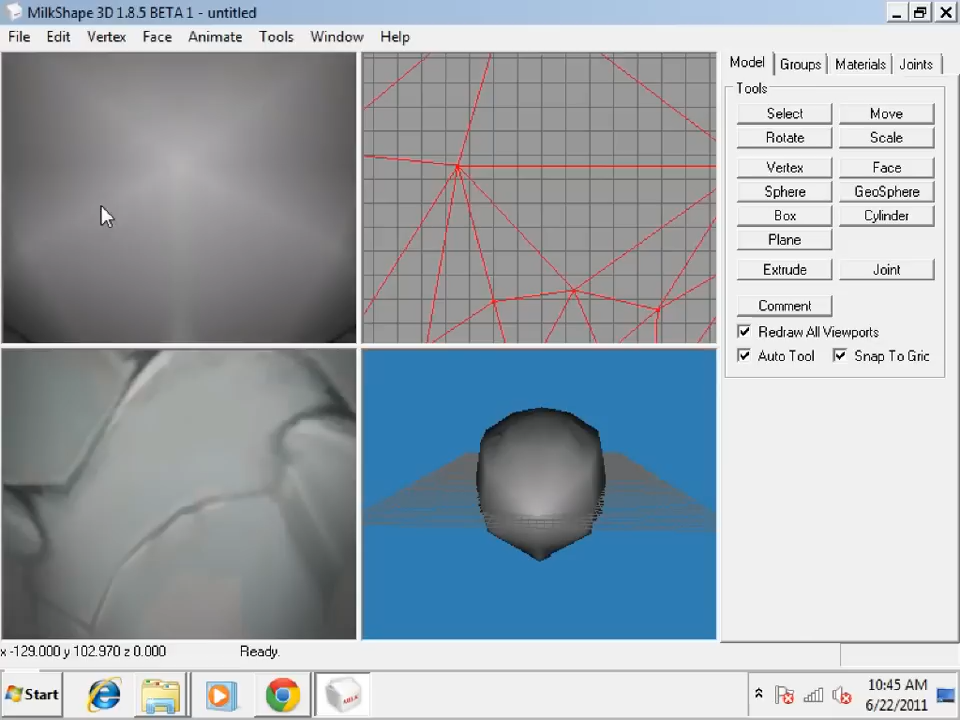 MilkShape 3D 1.8.5 BETA 1 - untitled
File Edit Vertex Face Animate Tools Window Help
Model Groups Materials Joints
Tools
Select Move
Rotate Scale
Vertex Face
Sphere GeoSphere
Box Cylinder
Plane
Extrude Joint
Comment
Redraw All Viewports
Auto Tool Snap To Gric
x -129.000 y 102.970 z 0.000 Ready.
Start 10:45 AM
6/22/2011